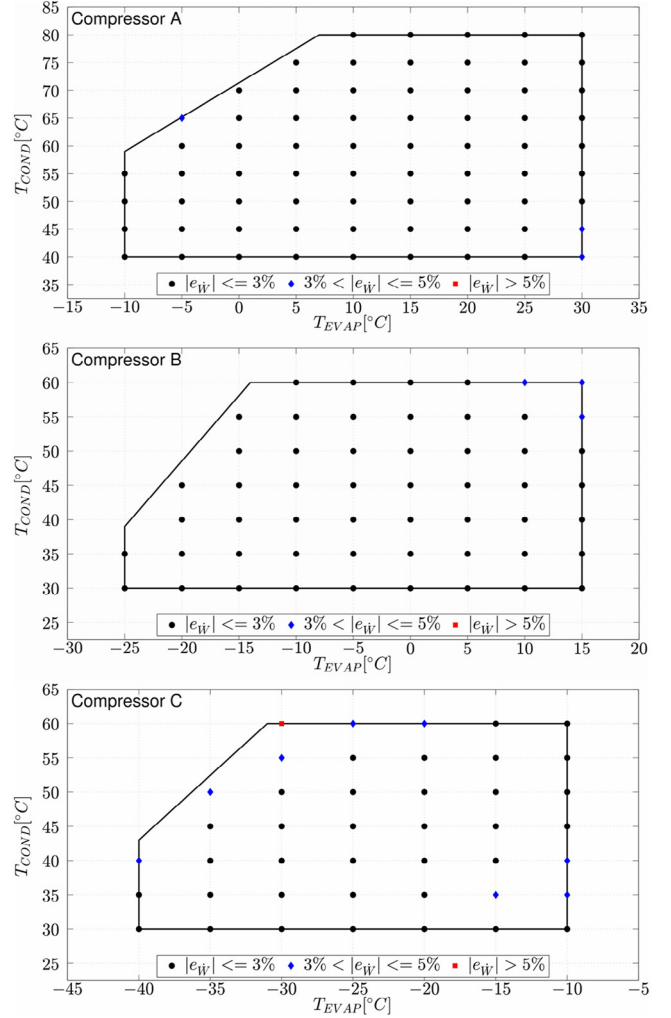 Compressor A
85
80
75
70
65
60
55
50
45
40
35
T_COND[°C]
|e_Ẇ| <= 3% 3% < |e_Ẇ| <= 5% |e_Ẇ| > 5%
−15 −10 −5 0 5 10 15 20 25 30 35
T_EVAP[°C]
Compressor B
65
60
55
50
45
40
35
30
25
T_COND[°C]
|e_Ẇ| <= 3% 3% < |e_Ẇ| <= 5% |e_Ẇ| > 5%
−30 −25 −20 −15 −10 −5 0 5 10 15 20
T_EVAP[°C]
Compressor C
65
60
55
50
45
40
35
30
25
T_COND[°C]
|e_Ẇ| <= 3% 3% < |e_Ẇ| <= 5% |e_Ẇ| > 5%
−45 −40 −35 −30 −25 −20 −15 −10 −5
T_EVAP[°C]